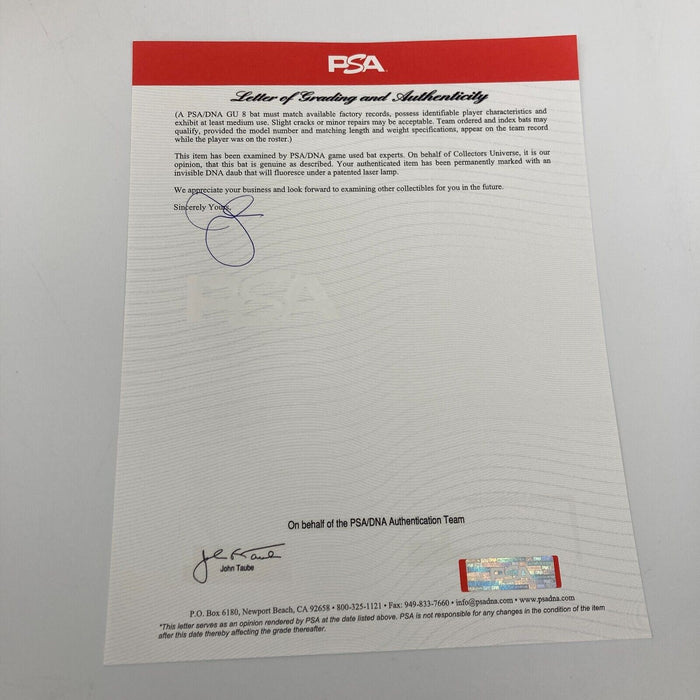 PSA
Letter of Grading and Authenticity
(A PSA/DNA GU 8 bat must match available factory records, possess identifiable player characteristics and
exhibit at least medium use. Slight cracks or minor repairs may be acceptable. Team ordered and index bats may
qualify, provided the model number and matching length and weight specifications, appear on the team record
while the player was on the roster.)
This item has been examined by PSA/DNA game used bat experts. On behalf of Collectors Universe, it is our
opinion, that this bat is genuine as described. Your authenticated item has been permanently marked with an
invisible DNA daub that will fluoresce under a patented laser lamp.
We appreciate your business and look forward to examining other collectibles for you in the future.
Sincerely Yours,
PSA
On behalf of the PSA/DNA Authentication Team
John Taube
P.O. Box 6180, Newport Beach, CA 92658 • 800-325-1121 • Fax: 949-833-7660 • info@psadna.com • www.psadna.com
*This letter serves as an opinion rendered by PSA at the date listed above. PSA is not responsible for any changes in the condition of the item
after this date thereby affecting the grade thereafter.